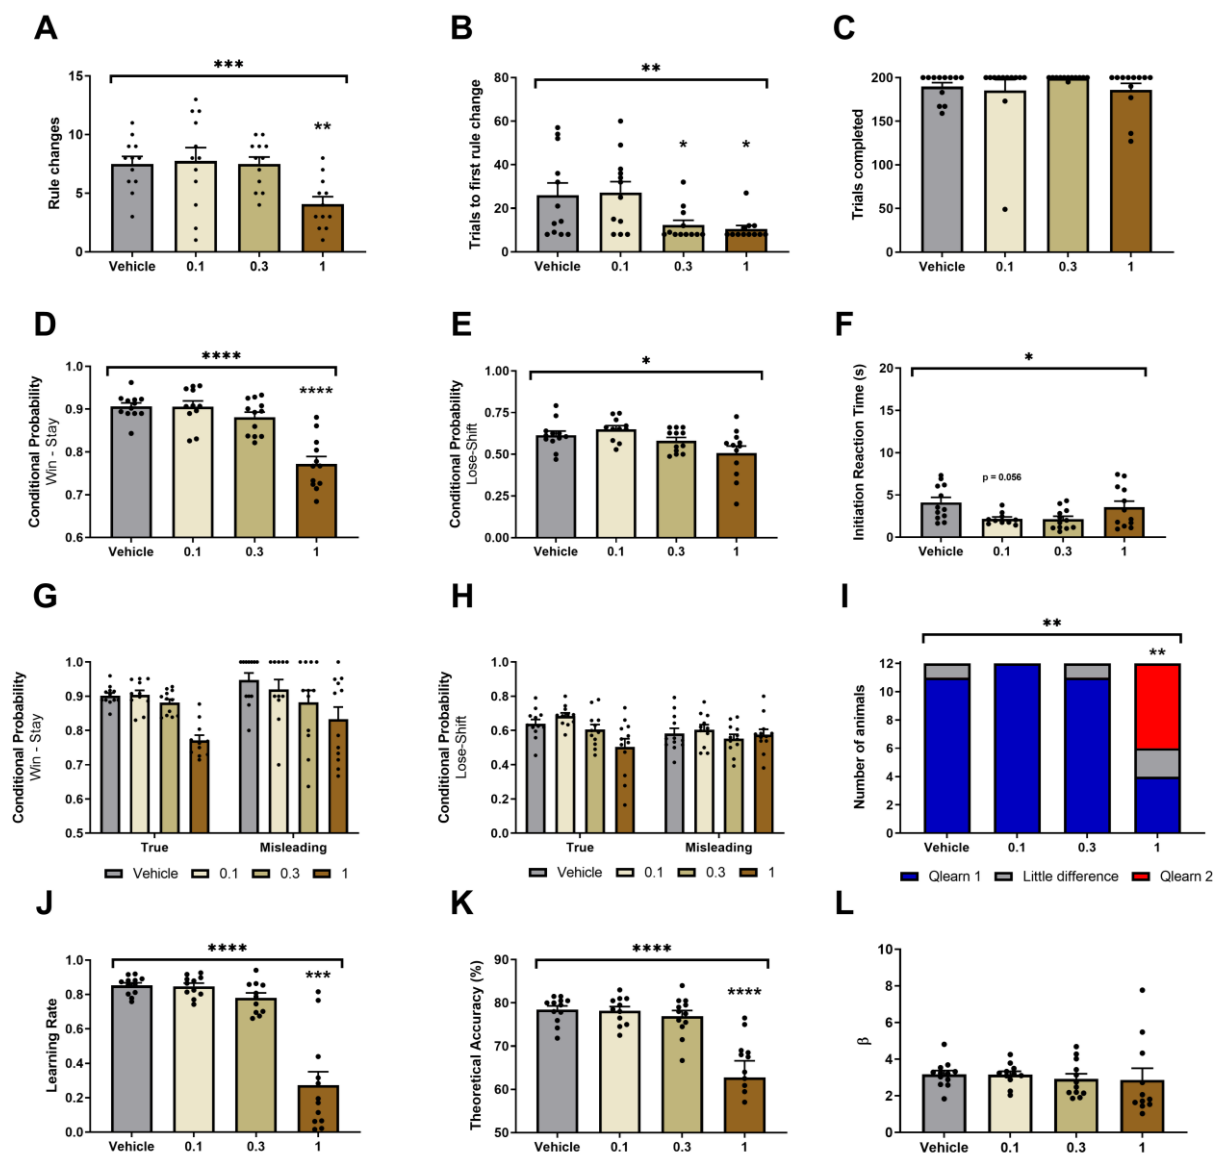 A
***
15
10
5
0
Rule changes
**
Vehicle 0.1 0.3 1
B
**
80
60
40
20
0
Trials to first rule change
* *
Vehicle 0.1 0.3 1
C
200
150
100
50
0
Trials completed
Vehicle 0.1 0.3 1
D
****
1.0
0.9
0.8
0.7
0.6
Conditional Probability
Win - Stay
****
Vehicle 0.1 0.3 1
E
*
1.00
0.75
0.50
0.25
0.00
Conditional Probability
Lose-Shift
Vehicle 0.1 0.3 1
F
*
20
15
10
5
0
Initiation Reaction Time (s)
p = 0.056
Vehicle 0.1 0.3 1
G
1.0
0.9
0.8
0.7
0.6
0.5
Conditional Probability
Win - Stay
True Misleading
Vehicle 0.1 0.3 1
H
1.0
0.8
0.6
0.4
0.2
0.0
Conditional Probability
Lose-Shift
True Misleading
Vehicle 0.1 0.3 1
I
**
**
12
10
8
6
4
2
0
Number of animals
Vehicle 0.1 0.3 1
Qlearn 1 Little difference Qlearn 2
J
****
1.0
0.8
0.6
0.4
0.2
0.0
Learning Rate
***
Vehicle 0.1 0.3 1
K
****
90
80
70
60
50
Theoretical Accuracy (%)
****
Vehicle 0.1 0.3 1
L
10
8
6
4
2
0
β
Vehicle 0.1 0.3 1